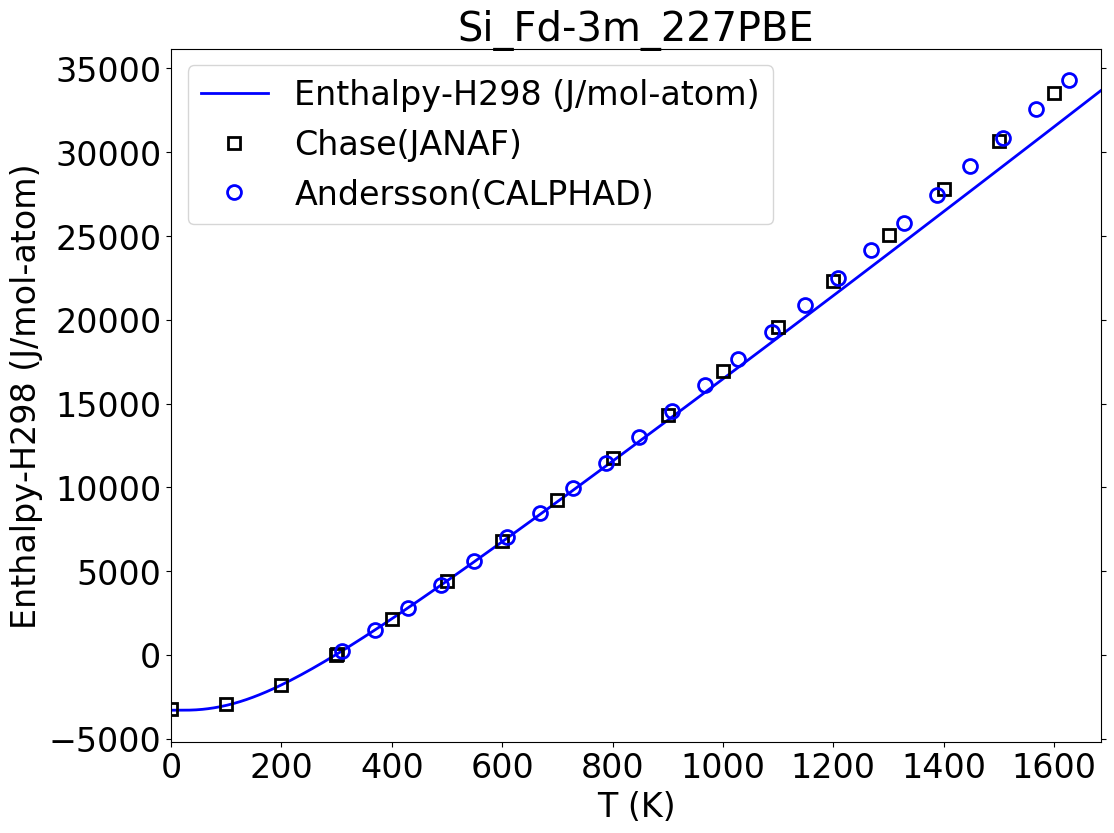 Si_Fd-3m_227PBE
Enthalpy-H298 (J/mol-atom)
Chase(JANAF)
Andersson(CALPHAD)
Enthalpy-H298 (J/mol-atom)
35000
30000
25000
20000
15000
10000
5000
0
−5000
0 200 400 600 800 1000 1200 1400 1600
T (K)